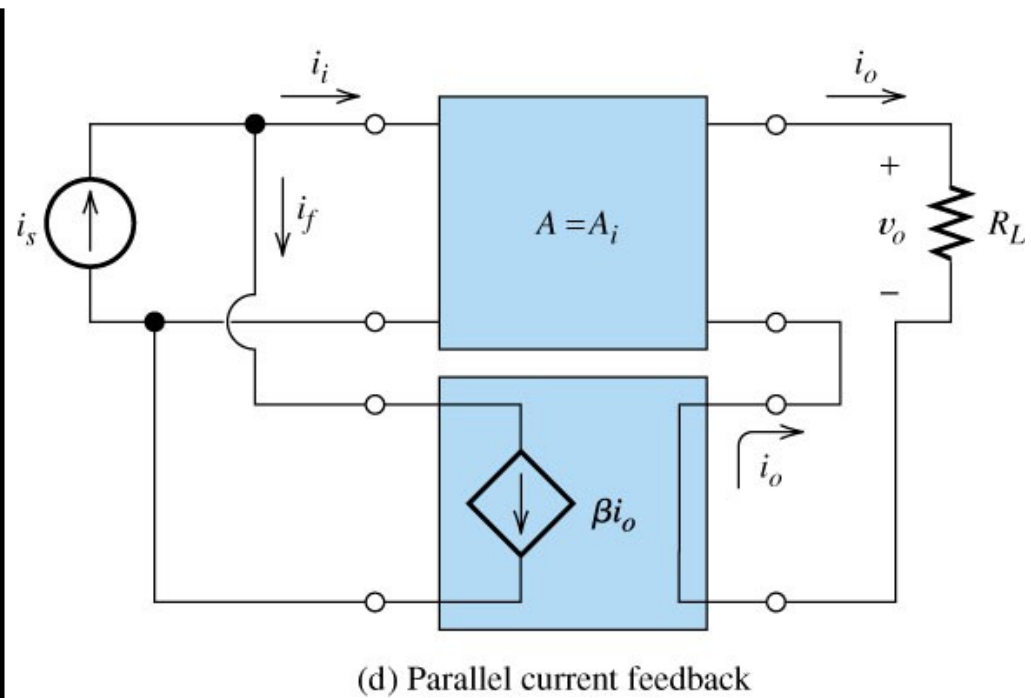 i_i
i_o
i_s
i_f
A = A_i
+
v_o
−
R_L
βi_o
i_o
(d) Parallel current feedback